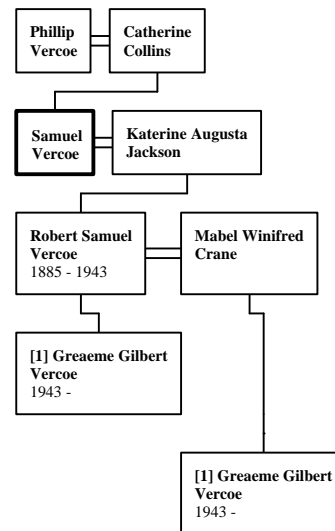 Phillip
Vercoe
Catherine
Collins
Samuel
Vercoe
Katerine Augusta
Jackson
Robert Samuel
Vercoe
1885 - 1943
Mabel Winifred
Crane
[1] Greaeme Gilbert
Vercoe
1943 -
[1] Greaeme Gilbert
Vercoe
1943 -